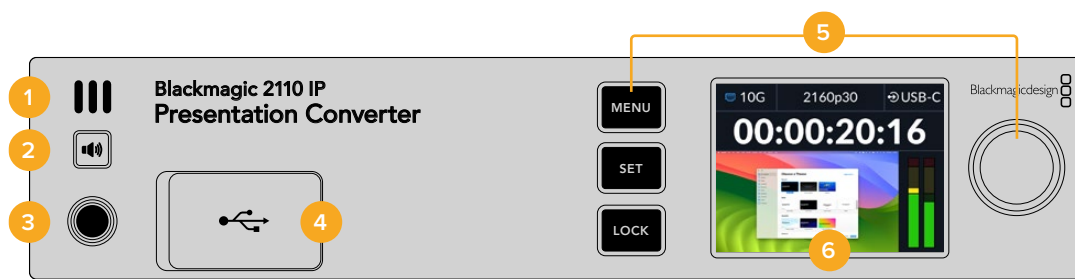 5
1
Blackmagic 2110 IP
Presentation Converter
2
3
4
MENU
SET
LOCK
10G 2160p30 USB-C
00:00:20:16
6
Blackmagicdesign